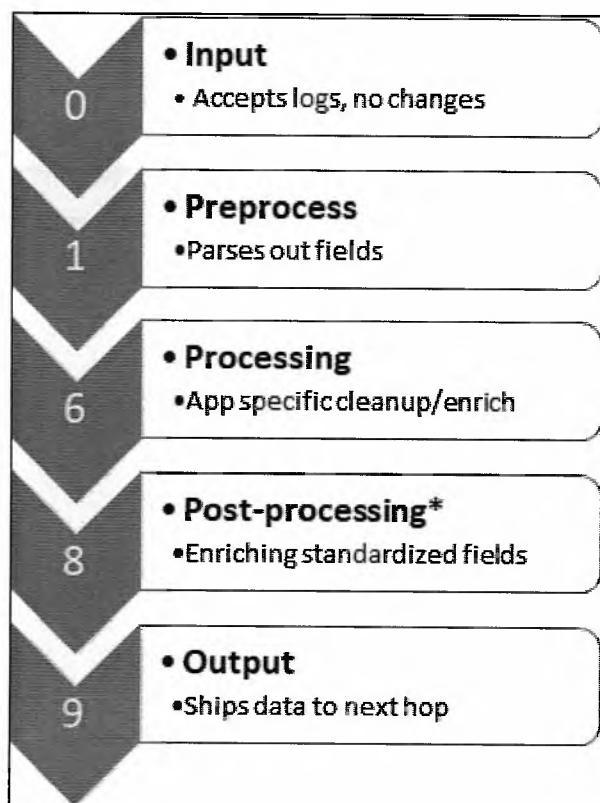 0
• Input
• Accepts logs, no changes
1
• Preprocess
•Parses out fields
6
• Processing
•App specific cleanup/enrich
8
• Post-processing*
•Enriching standardized fields
9
• Output
•Ships data to next hop